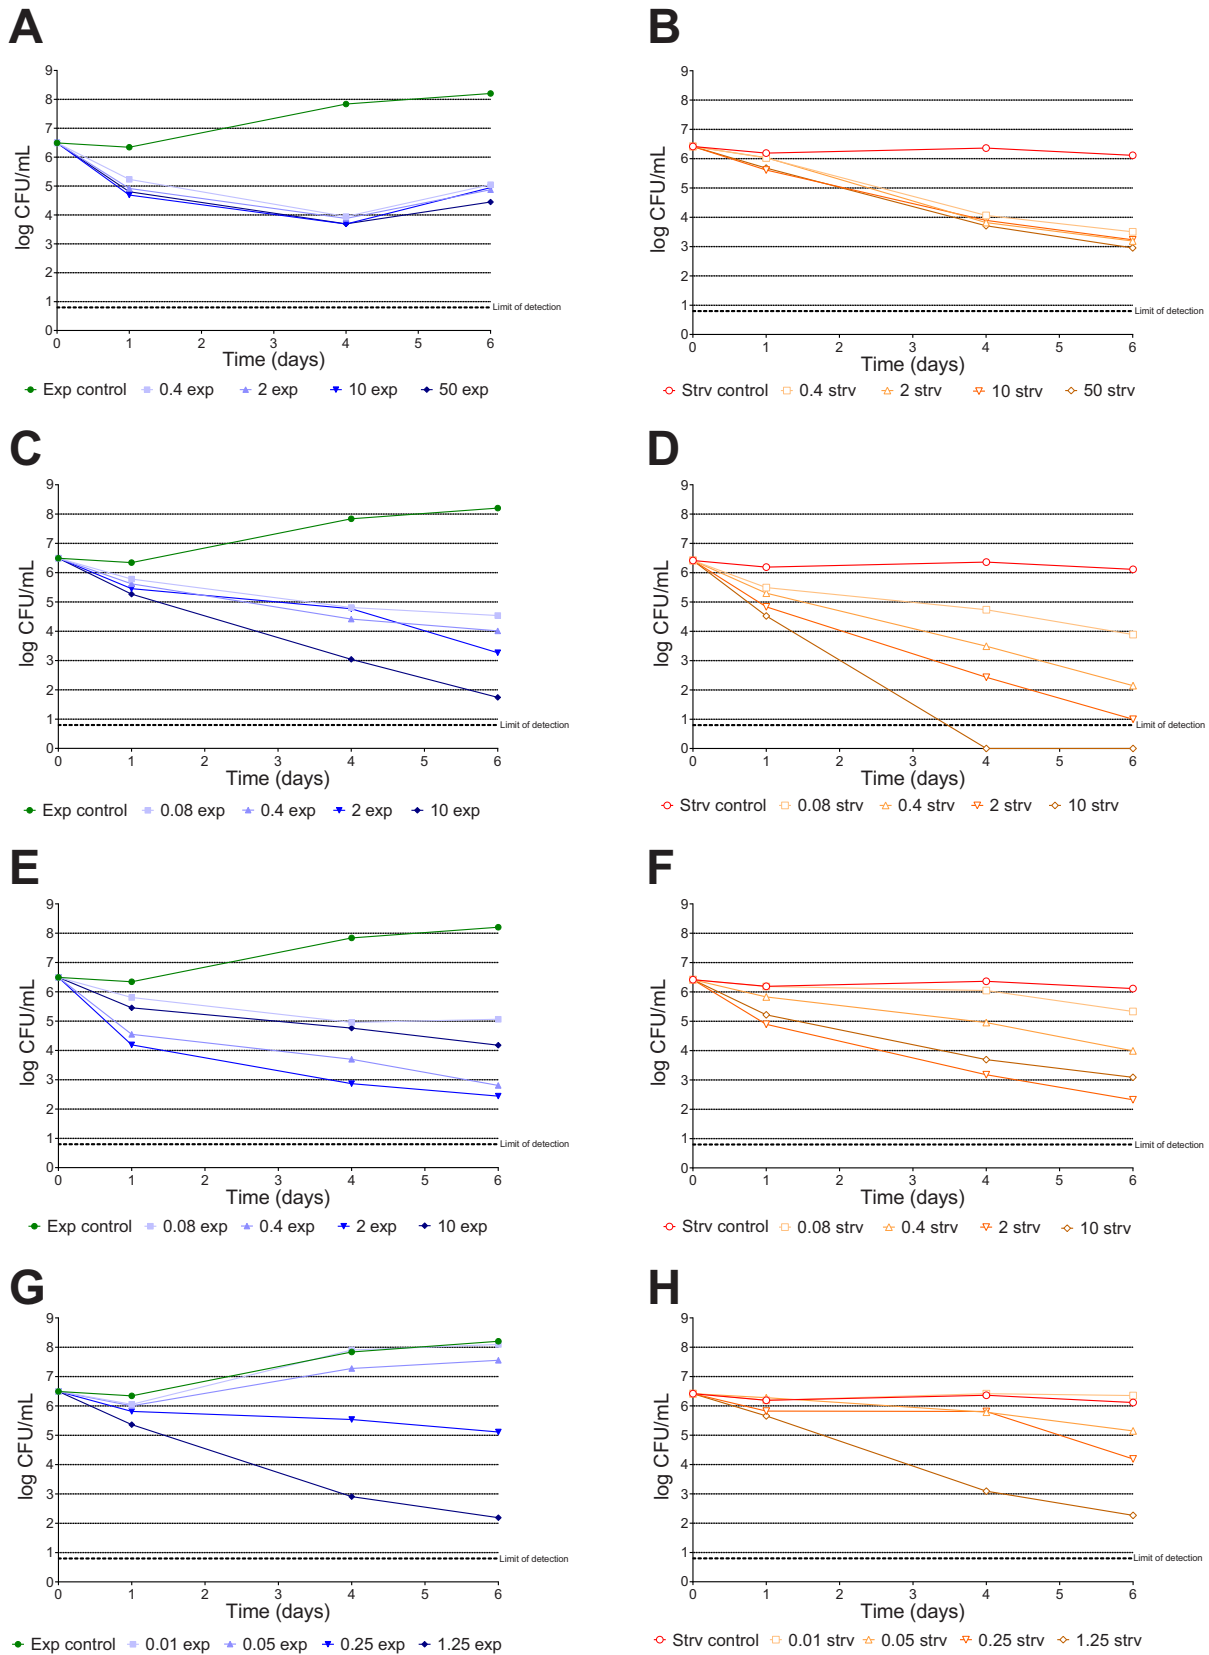 A
B
9
8
7
6
5
4
3
2
1
0
log CFU/mL
Limit of detection
0 1 2 3 4 5 6
Time (days)
Exp control 0.4 exp 2 exp 10 exp 50 exp
9
8
7
6
5
4
3
2
1
0
log CFU/mL
Limit of detection
0 1 2 3 4 5 6
Time (days)
Strv control 0.4 strv 2 strv 10 strv 50 strv
C
D
9
8
7
6
5
4
3
2
1
0
log CFU/mL
Limit of detection
0 1 2 3 4 5 6
Time (days)
Exp control 0.08 exp 0.4 exp 2 exp 10 exp
9
8
7
6
5
4
3
2
1
0
log CFU/mL
Limit of detection
0 1 2 3 4 5 6
Time (days)
Strv control 0.08 strv 0.4 strv 2 strv 10 strv
E
F
9
8
7
6
5
4
3
2
1
0
log CFU/mL
Limit of detection
0 1 2 3 4 5 6
Time (days)
Exp control 0.08 exp 0.4 exp 2 exp 10 exp
9
8
7
6
5
4
3
2
1
0
log CFU/mL
Limit of detection
0 1 2 3 4 5 6
Time (days)
Strv control 0.08 strv 0.4 strv 2 strv 10 strv
G
H
9
8
7
6
5
4
3
2
1
0
log CFU/mL
Limit of detection
0 1 2 3 4 5 6
Time (days)
Exp control 0.01 exp 0.05 exp 0.25 exp 1.25 exp
9
8
7
6
5
4
3
2
1
0
log CFU/mL
Limit of detection
0 1 2 3 4 5 6
Time (days)
Strv control 0.01 strv 0.05 strv 0.25 strv 1.25 strv